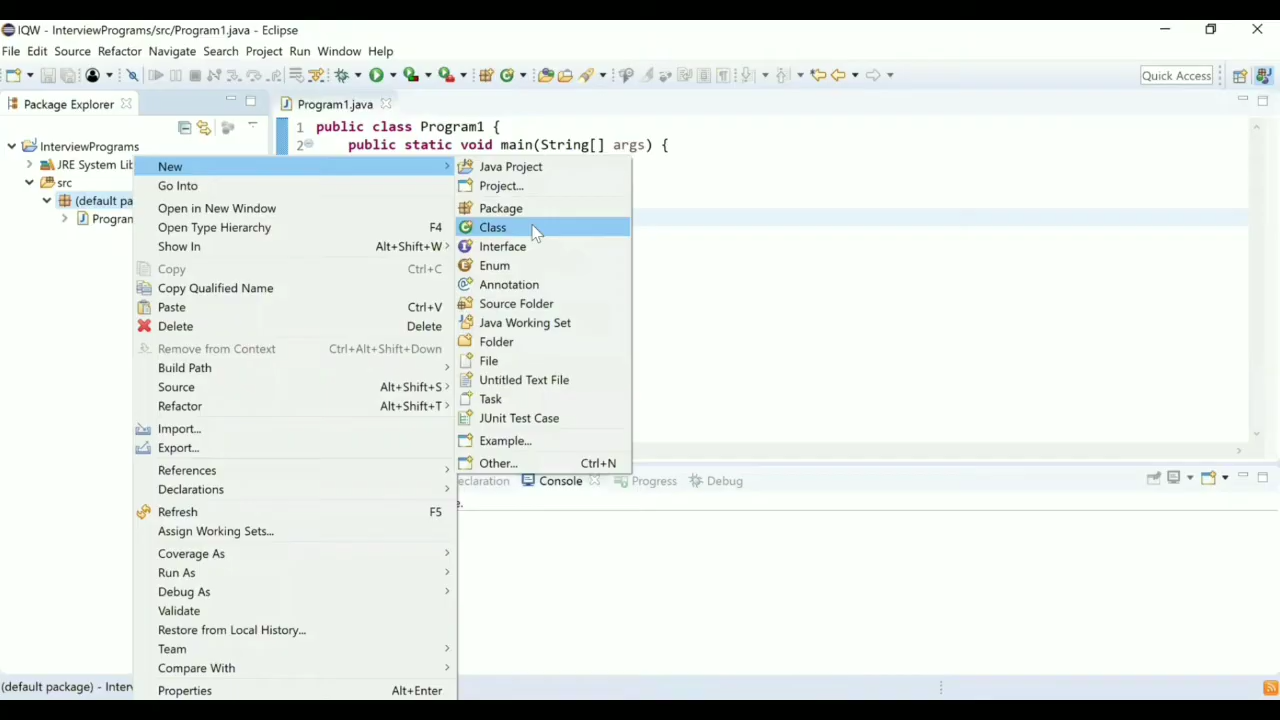 IQW - InterviewPrograms/src/Program1.java - Eclipse
File Edit Source Refactor Navigate Search Project Run Window Help
Quick Access
Package Explorer
Program1.java
InterviewPrograms
JRE System Lib
src
(default pa
Program
1 public class Program1 {
2 public static void main(String[] args) {
New
Go Into
Open in New Window
Open Type Hierarchy F4
Show In Alt+Shift+W
Copy Ctrl+C
Copy Qualified Name
Paste Ctrl+V
Delete Delete
Remove from Context Ctrl+Alt+Shift+Down
Build Path
Source Alt+Shift+S
Refactor Alt+Shift+T
Import...
Export...
References
Declarations
Refresh F5
Assign Working Sets...
Coverage As
Run As
Debug As
Validate
Restore from Local History...
Team
Compare With
Properties Alt+Enter
Java Project
Project...
Package
Class
Interface
Enum
Annotation
Source Folder
Java Working Set
Folder
File
Untitled Text File
Task
JUnit Test Case
Example...
Other... Ctrl+N
eclaration Console Progress Debug
e.
(default package) - Interv